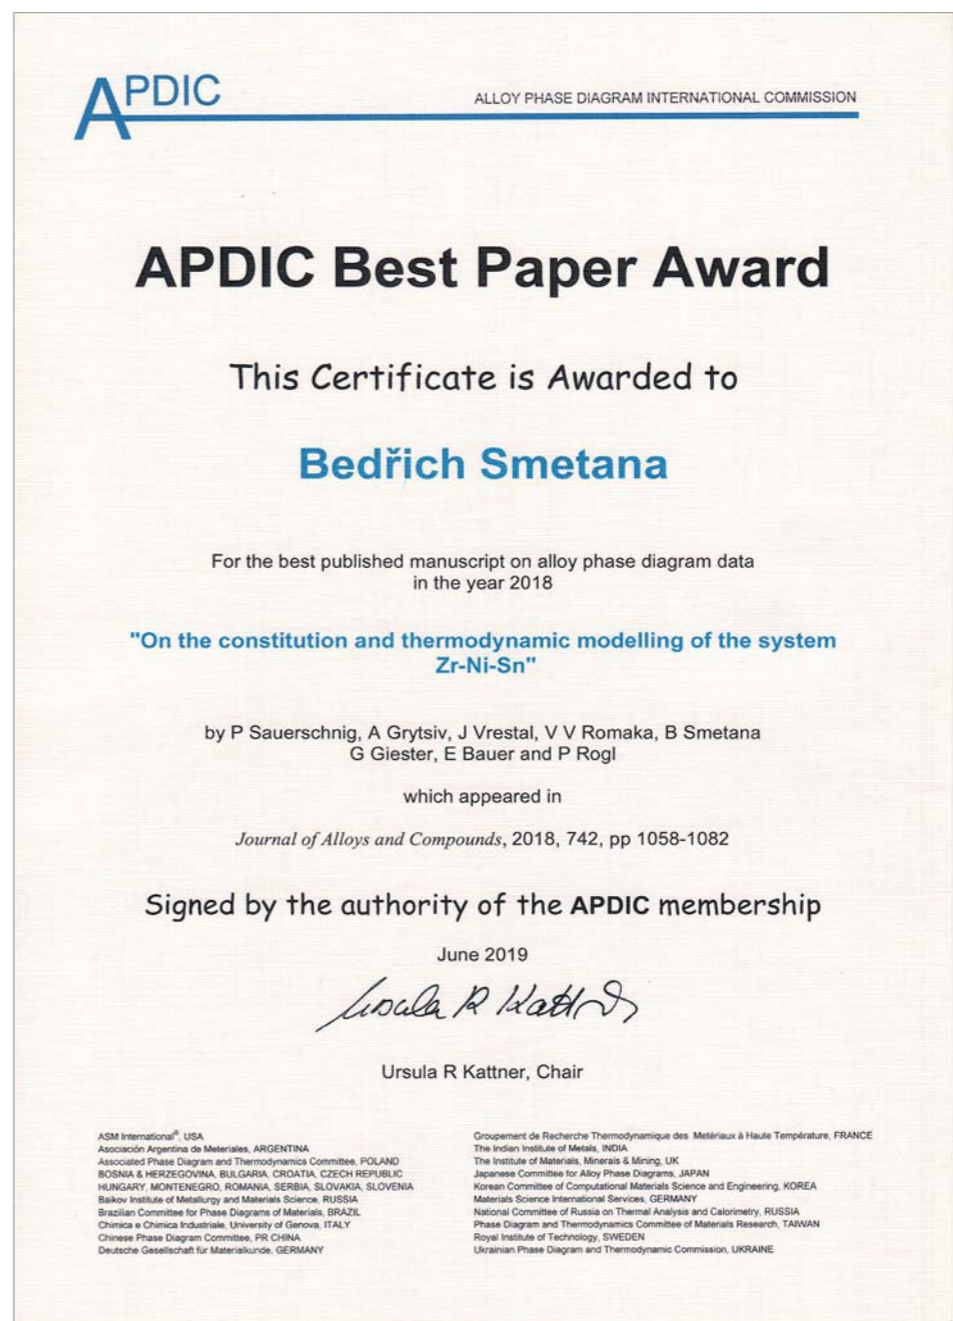 APDIC
ALLOY PHASE DIAGRAM INTERNATIONAL COMMISSION
APDIC Best Paper Award
This Certificate is Awarded to
Bedřich Smetana
For the best published manuscript on alloy phase diagram data
in the year 2018
"On the constitution and thermodynamic modelling of the system
Zr-Ni-Sn"
by P Sauerschnig, A Grytsiv, J Vrestal, V V Romaka, B Smetana
G Giester, E Bauer and P Rogl
which appeared in
Journal of Alloys and Compounds, 2018, 742, pp 1058-1082
Signed by the authority of the APDIC membership
June 2019
Ursula R Kattner
Ursula R Kattner, Chair
ASM International®, USA
Asociación Argentina de Meteriales, ARGENTINA
Associated Phase Diagram and Thermodynamics Committee, POLAND
BOSNIA & HERZEGOVINA, BULGARIA, CROATIA, CZECH REPUBLIC
HUNGARY, MONTENEGRO, ROMANIA, SERBIA, SLOVAKIA, SLOVENIA
Baikov Institute of Metallurgy and Materials Science, RUSSIA
Brazilian Committee for Phase Diagrams of Materials, BRAZIL
Chimica e Chimica Industriale, University of Genova, ITALY
Chinese Phase Diagram Committee, PR CHINA
Deutsche Gesellschaft für Materialkunde, GERMANY
Groupement de Recherche Thermodynamique des Metériaux à Haute Température, FRANCE
The Indian Institute of Metals, INDIA
The Institute of Materials, Minerals & Mining, UK
Japanese Committee for Alloy Phase Diagrams, JAPAN
Korean Committee of Computational Materials Science and Engineering, KOREA
Materials Science International Services, GERMANY
National Committee of Russia on Thermal Analysis and Calorimetry, RUSSIA
Phase Diagram and Thermodynamics Committee of Materials Research, TAIWAN
Royal Institute of Technology, SWEDEN
Ukrainian Phase Diagram and Thermodynamic Commission, UKRAINE